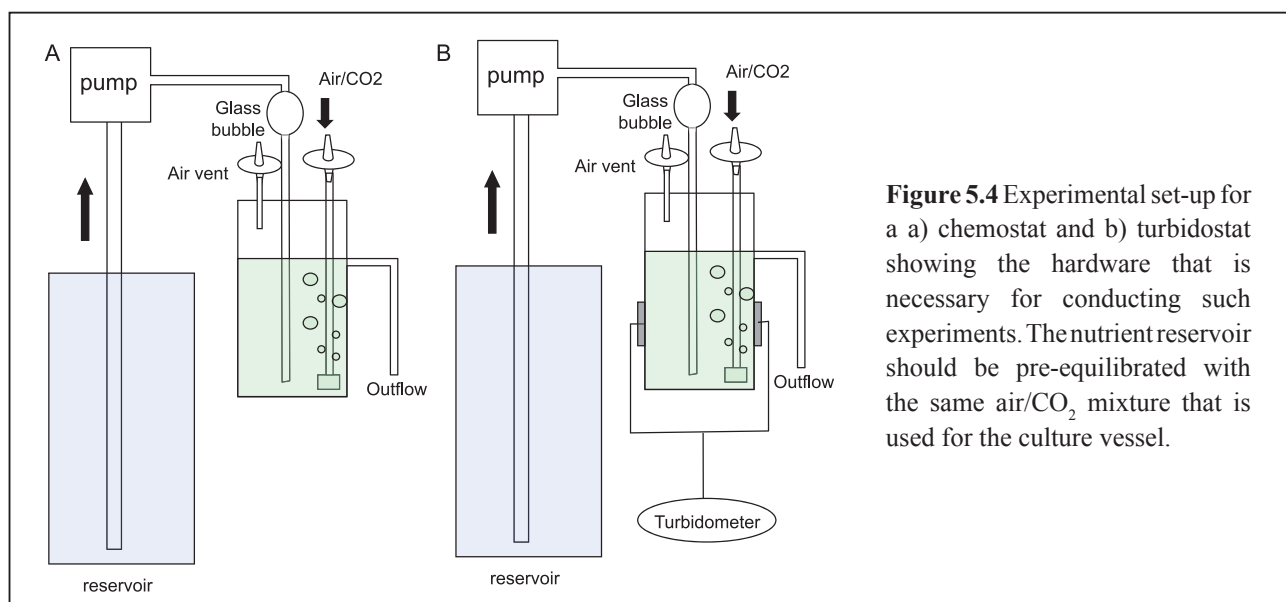 A
pump
Air/CO2
Glass
bubble
Air vent
Outflow
reservoir
B
pump
Air/CO2
Glass
bubble
Air vent
Outflow
Turbidometer
reservoir
Figure 5.4 Experimental set-up for
a a) chemostat and b) turbidostat
showing the hardware that is
necessary for conducting such
experiments. The nutrient reservoir
should be pre-equilibrated with
the same air/CO₂ mixture that is
used for the culture vessel.